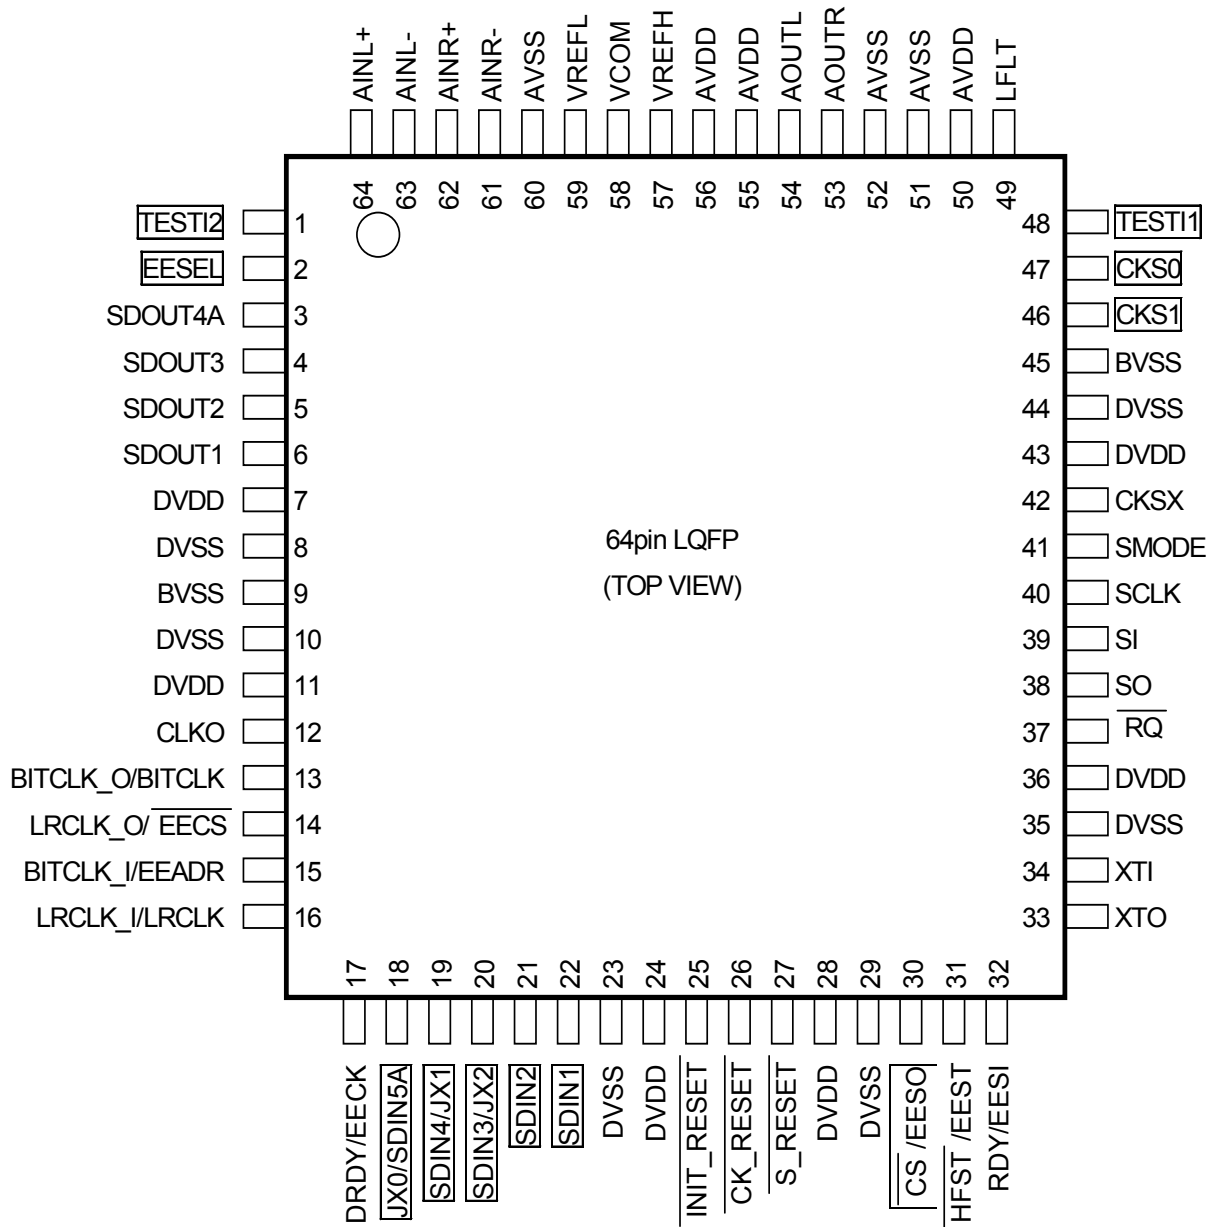 AINL+
AINL-
AINR+
AINR-
AVSS
VREFL
VCOM
VREFH
AVDD
AVDD
AOUTL
AOUTR
AVSS
AVSS
AVDD
LFLT
64
63
62
61
60
59
58
57
56
55
54
53
52
51
50
49
TESTI2 1
EESEL 2
SDOUT4A 3
SDOUT3 4
SDOUT2 5
SDOUT1 6
DVDD 7
DVSS 8
BVSS 9
DVSS 10
DVDD 11
CLKO 12
BITCLK_O/BITCLK 13
LRCLK_O/ EECS 14
BITCLK_I/EEADR 15
LRCLK_I/LRCLK 16
64pin LQFP
(TOP VIEW)
48 TESTI1
47 CKS0
46 CKS1
45 BVSS
44 DVSS
43 DVDD
42 CKSX
41 SMODE
40 SCLK
39 SI
38 SO
37 RQ
36 DVDD
35 DVSS
34 XTI
33 XTO
17
18
19
20
21
22
23
24
25
26
27
28
29
30
31
32
DRDY/EECK
JX0/SDIN5A
SDIN4/JX1
SDIN3/JX2
SDIN2
SDIN1
DVSS
DVDD
INIT_RESET
CK_RESET
S_RESET
DVDD
DVSS
CS /EESO
HFST /EEST
RDY/EESI